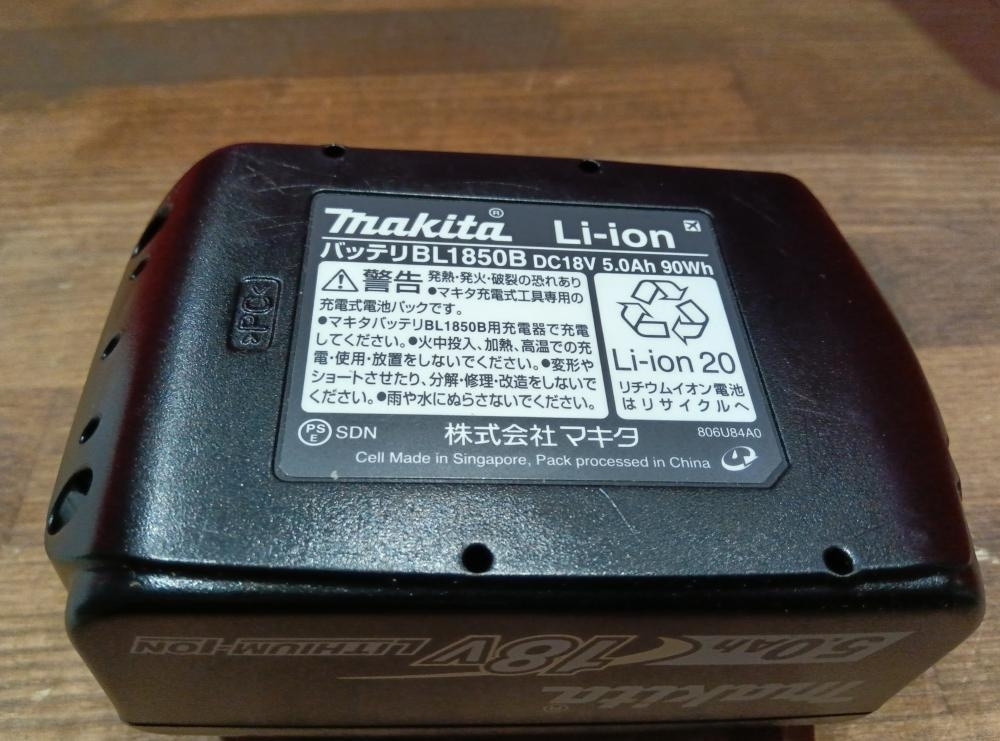 makita® Li-ion
バッテリBL1850B DC18V 5.0Ah 90Wh
警告 発熱・発火・破裂の恐れあり
●マキタ充電式工具専用の
充電式電池パックです。
●マキタバッテリBL1850B用充電器で充電
してください。●火中投入、加熱、高温での充
電・使用・放置をしないでください。●変形や
ショートさせたり、分解・修理・改造をしないで
ください。●雨や水にぬらさないでください。
Li-ion 20
リチウムイオン電池
はリサイクルへ
PS
E SDN
株式会社マキタ
806U84A0
Cell Made in Singapore, Pack processed in China
>PC<
5.0Ah 18V LITHIUM-ION
makita®